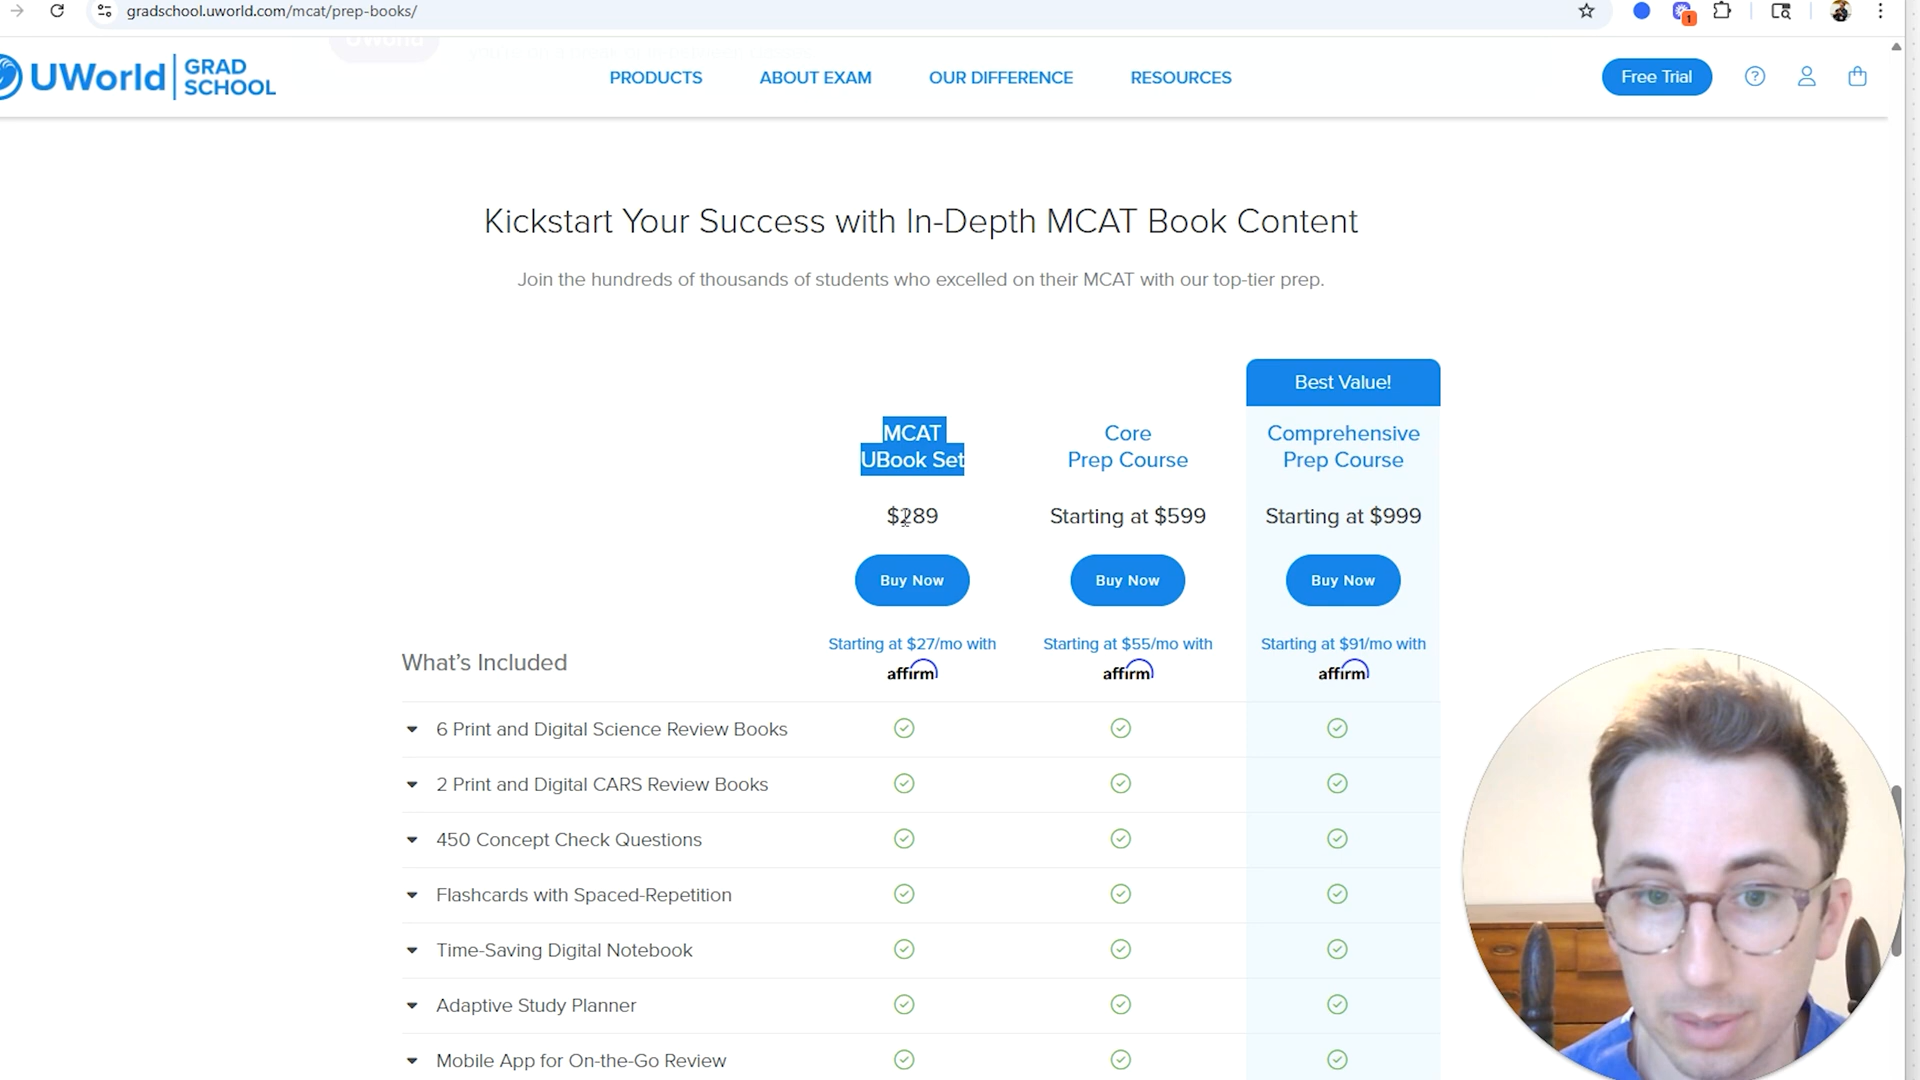 gradschool.uworld.com/mcat/prep-books/
1
UWorld
UWorld
GRAD
SCHOOL
PRODUCTS
ABOUT EXAM
OUR DIFFERENCE
RESOURCES
Free Trial
?
Kickstart Your Success with In-Depth MCAT Book Content
Join the hundreds of thousands of students who excelled on their MCAT with our top-tier prep.
Best Value!
MCAT
UBook Set
Core
Prep Course
Comprehensive
Prep Course
$289
Starting at $599
Starting at $999
Buy Now
Buy Now
Buy Now
What's Included
Starting at $27/mo with
affirm
Starting at $55/mo with
affirm
Starting at $91/mo with
affirm
6 Print and Digital Science Review Books
2 Print and Digital CARS Review Books
450 Concept Check Questions
Flashcards with Spaced-Repetition
Time-Saving Digital Notebook
Adaptive Study Planner
Mobile App for On-the-Go Review